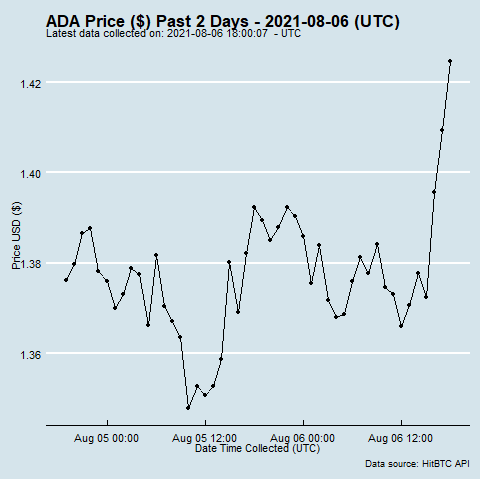 ADA Price ($) Past 2 Days - 2021-08-06 (UTC)
Latest data collected on: 2021-08-06 18:00:07 - UTC
1.42
1.40
1.38
1.36
Price USD ($)
Aug 05 00:00 Aug 05 12:00 Aug 06 00:00 Aug 06 12:00
Date Time Collected (UTC)
Data source: HitBTC API